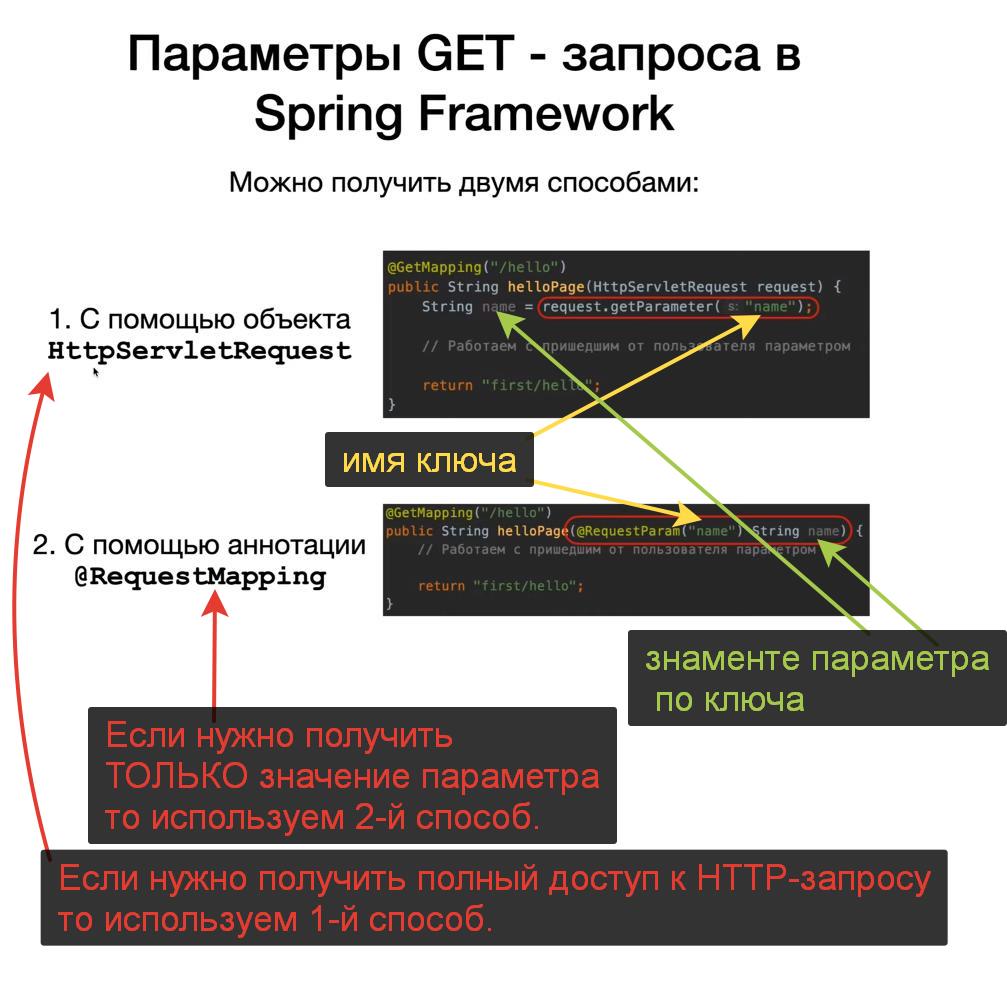 Параметры GET - запроса в
Spring Framework
Можно получить двумя способами:
1. С помощью объекта
HttpServletRequest
@GetMapping("/hello")
public String helloPage(HttpServletRequest request) {
String name = request.getParameter( s: "name");
// Работаем с пришедшим от пользователя параметром
return "first/hello";
}
имя ключа
2. С помощью аннотации
@RequestMapping
@GetMapping("/hello")
public String helloPage(@RequestParam("name") String name) {
// Работаем с пришедшим от пользователя параметром
return "first/hello";
}
знаменте параметра
по ключа
Если нужно получить
ТОЛЬКО значение параметра
то используем 2-й способ.
Если нужно получить полный доступ к HTTP-запросу
то используем 1-й способ.